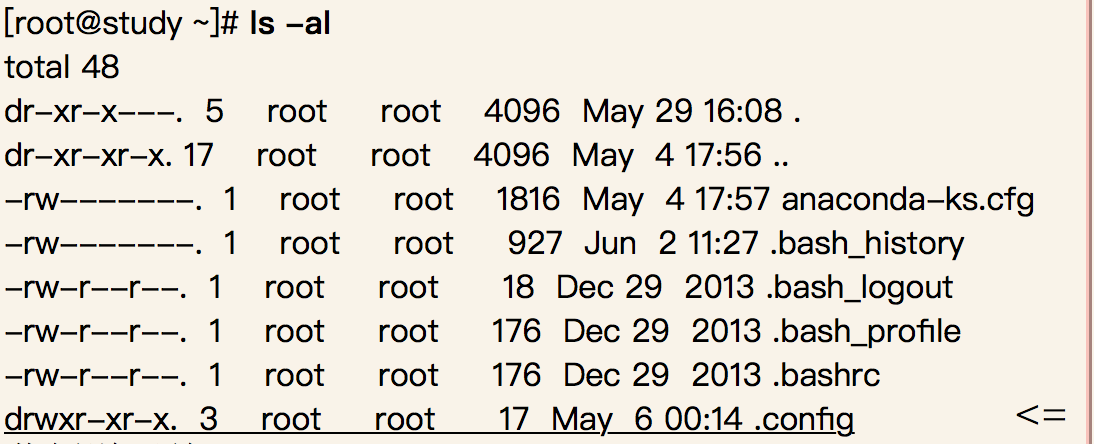 [root@study ~]# ls -al
total 48
dr-xr-x---. 5 root root 4096 May 29 16:08 .
dr-xr-xr-x. 17 root root 4096 May 4 17:56 ..
-rw-------. 1 root root 1816 May 4 17:57 anaconda-ks.cfg
-rw-------. 1 root root 927 Jun 2 11:27 .bash_history
-rw-r--r--. 1 root root 18 Dec 29 2013 .bash_logout
-rw-r--r--. 1 root root 176 Dec 29 2013 .bash_profile
-rw-r--r--. 1 root root 176 Dec 29 2013 .bashrc
drwxr-xr-x. 3 root root 17 May 6 00:14 .config <=